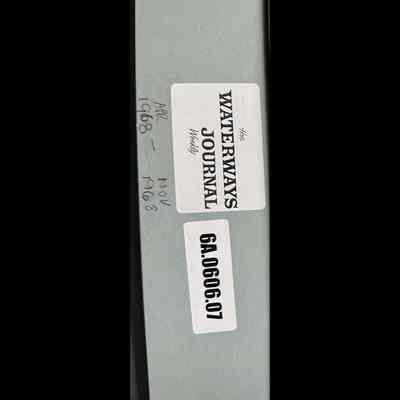 the
WATERWAYS
JOURNAL
Weekly
6A.0606.07
APR NOV
1968 – 1968